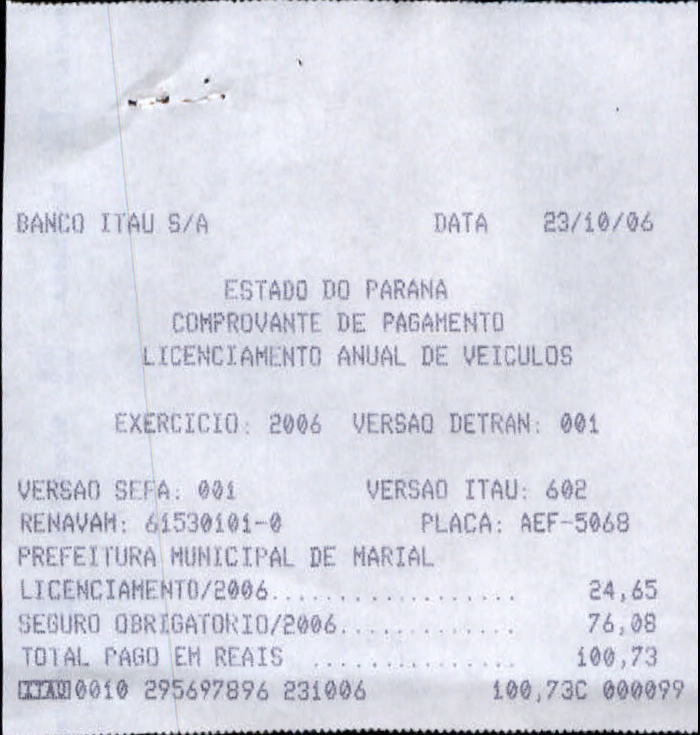 BANCO ITAU S/A DATA 23/10/06
ESTADO DO PARANA
COMPROVANTE DE PAGAMENTO
LICENCIAMENTO ANUAL DE VEICULOS
EXERCICIO: 2006 VERSAO DETRAN: 001
VERSAO SEFA: 001 VERSAO ITAU: 602
RENAVAM: 61530101-0 PLACA: AEF-5068
PREFEITURA MUNICIPAL DE MARIAL
LICENCIAMENTO/2006.................. 24,65
SEGURO OBRIGATORIO/2006............. 76,08
TOTAL PAGO EM REAIS ............... 100,73
ITAU0010 295697896 231006 100,73C 000099